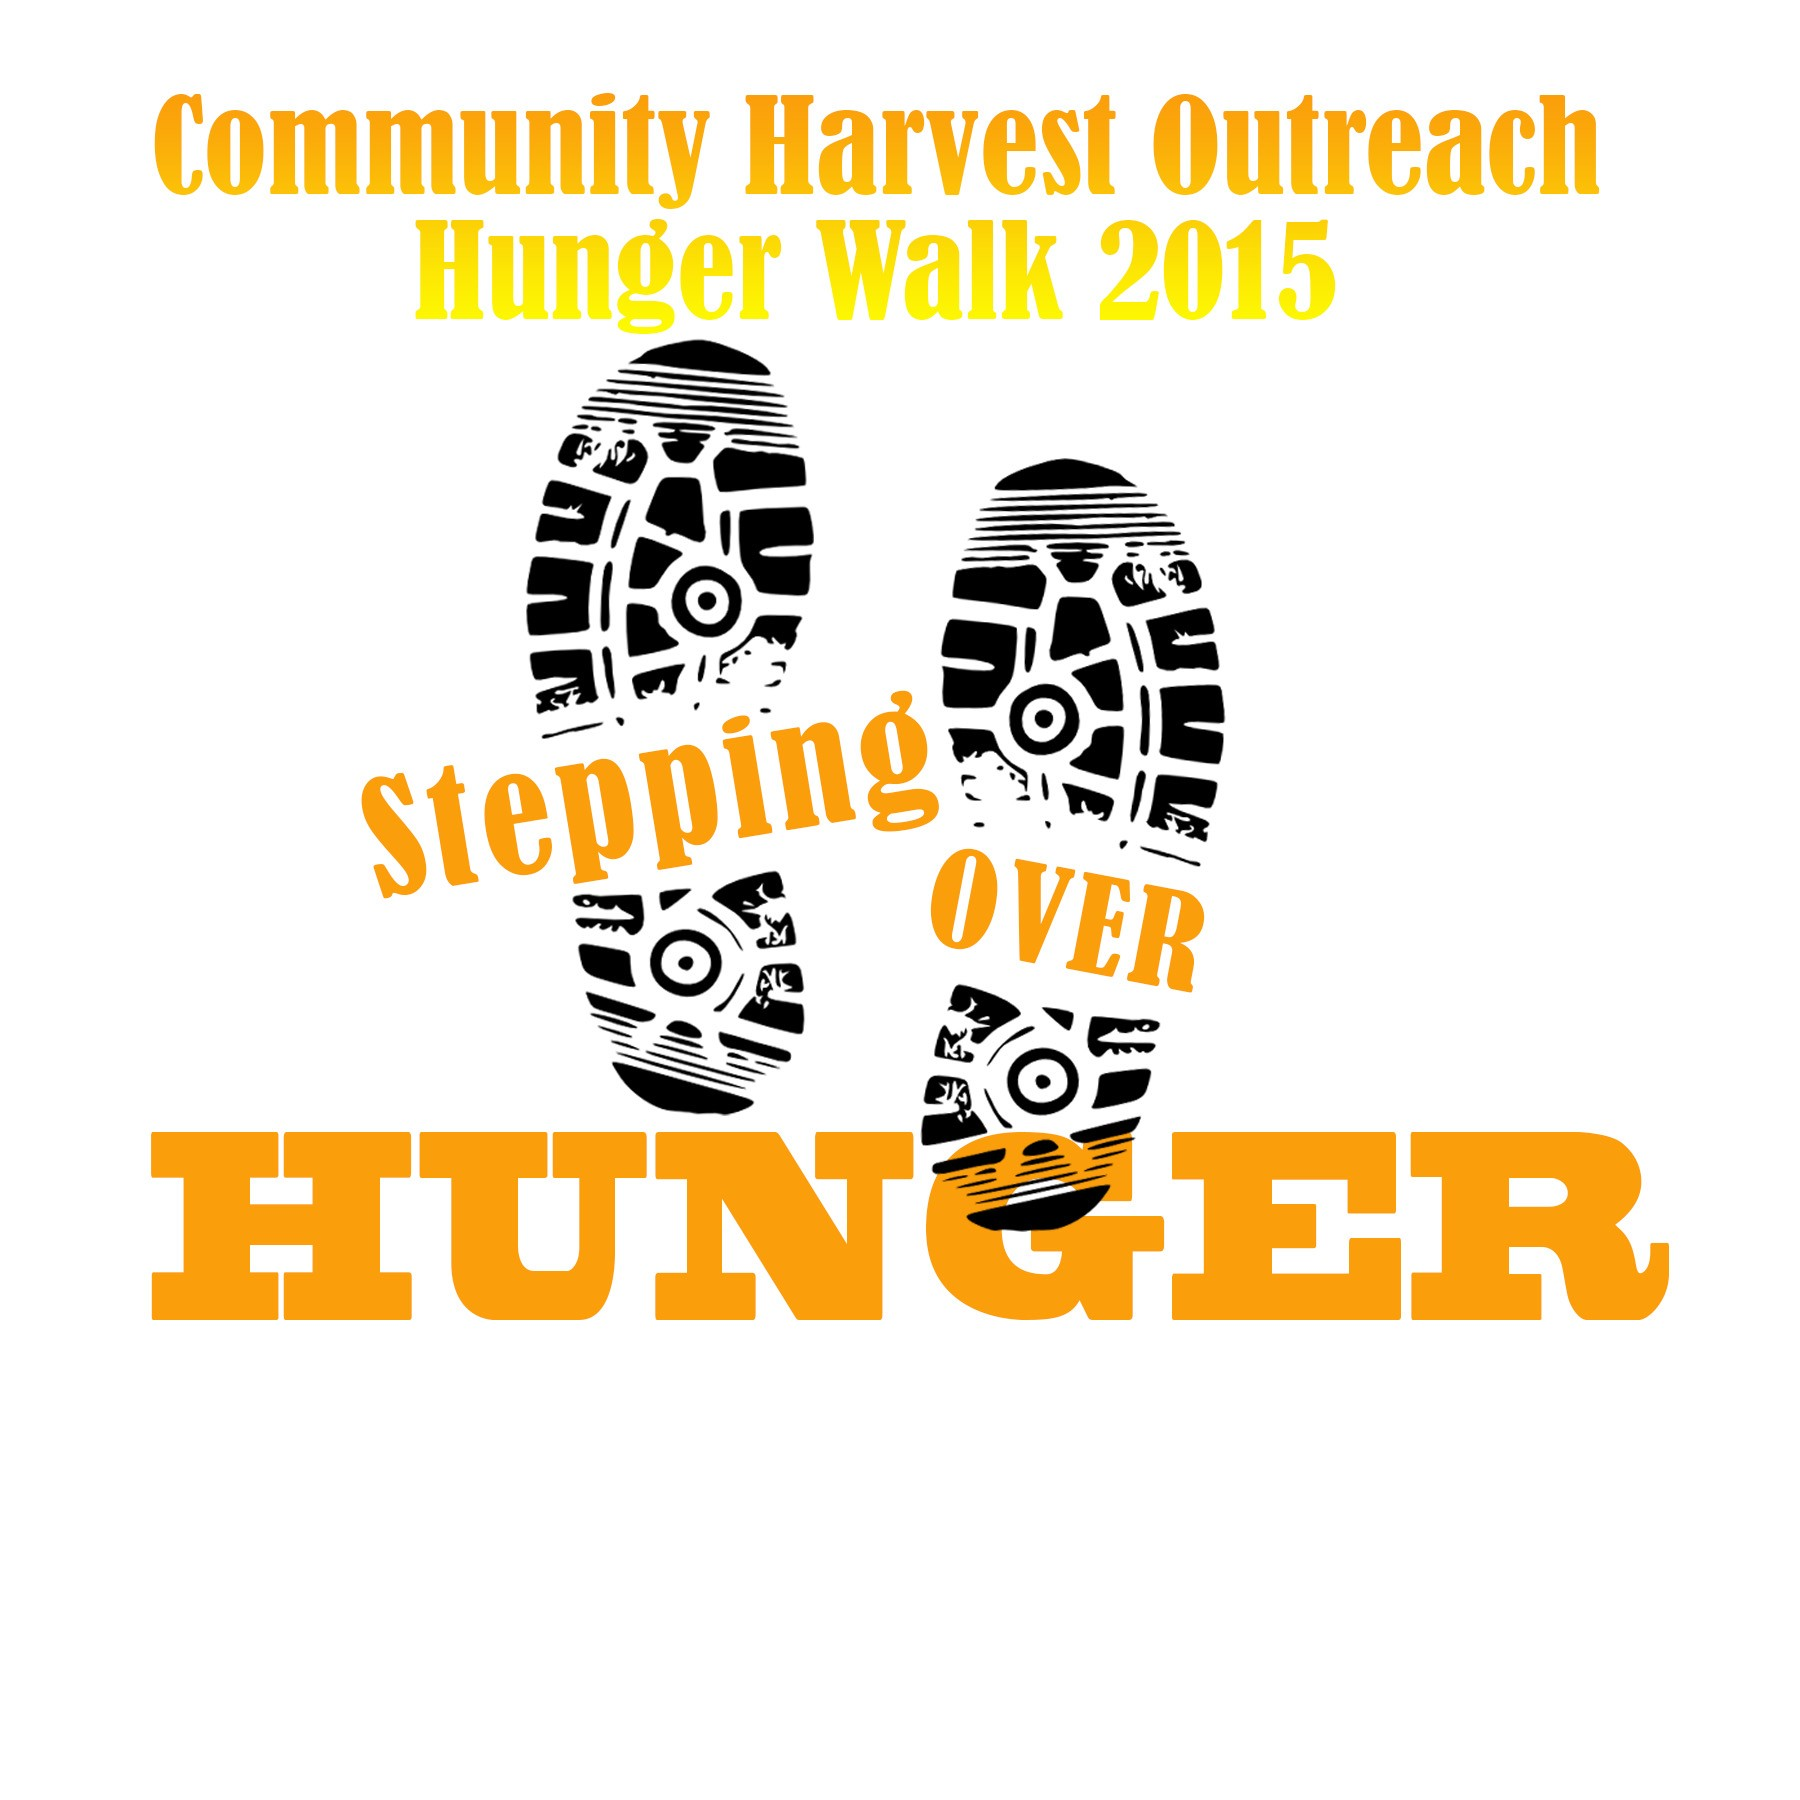 Community Harvest Outreach
Hunger Walk 2015
Stepping
OVER
HUNGER